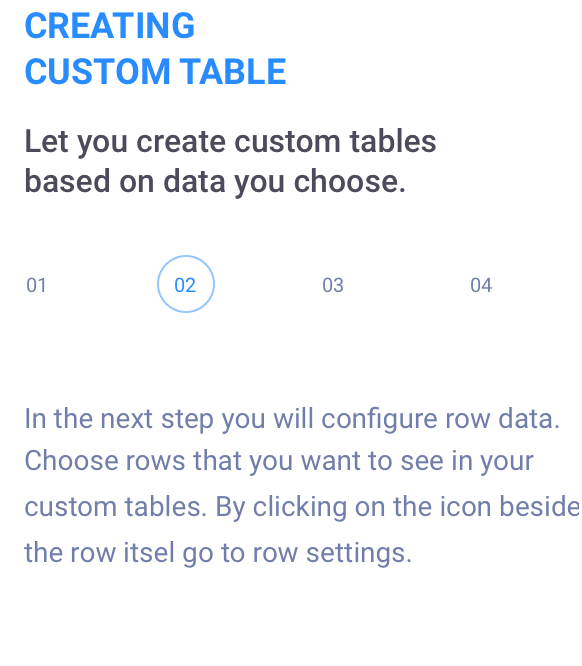 CREATING
CUSTOM TABLE
Let you create custom tables
based on data you choose.
01 02 03 04
In the next step you will configure row data.
Choose rows that you want to see in your
custom tables. By clicking on the icon beside
the row itsel go to row settings.